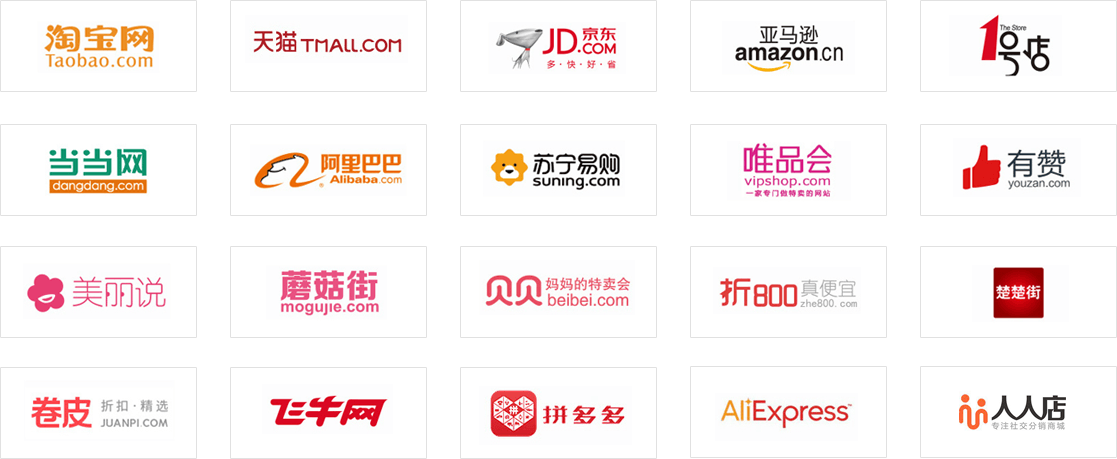 淘宝网
Taobao.com
天猫 TMALL.COM
JD 京东
.COM
多·快·好·省
亚马逊
amazon.cn
The Store
1号店
当当网
dangdang.com
阿里巴巴
Alibaba.com
苏宁易购
suning.com
唯品会
vipshop.com
一家专门做特卖的网站
有赞
youzan.com
美丽说
蘑菇街
mogujie.com
贝贝 妈妈的特卖会
beibei.com
折800 真便宜
zhe800.com
楚楚街
卷皮 折扣·精选
JUANPI.COM
飞牛网
拼 拼多多
AliExpress™
人人店
专注社交分销商城